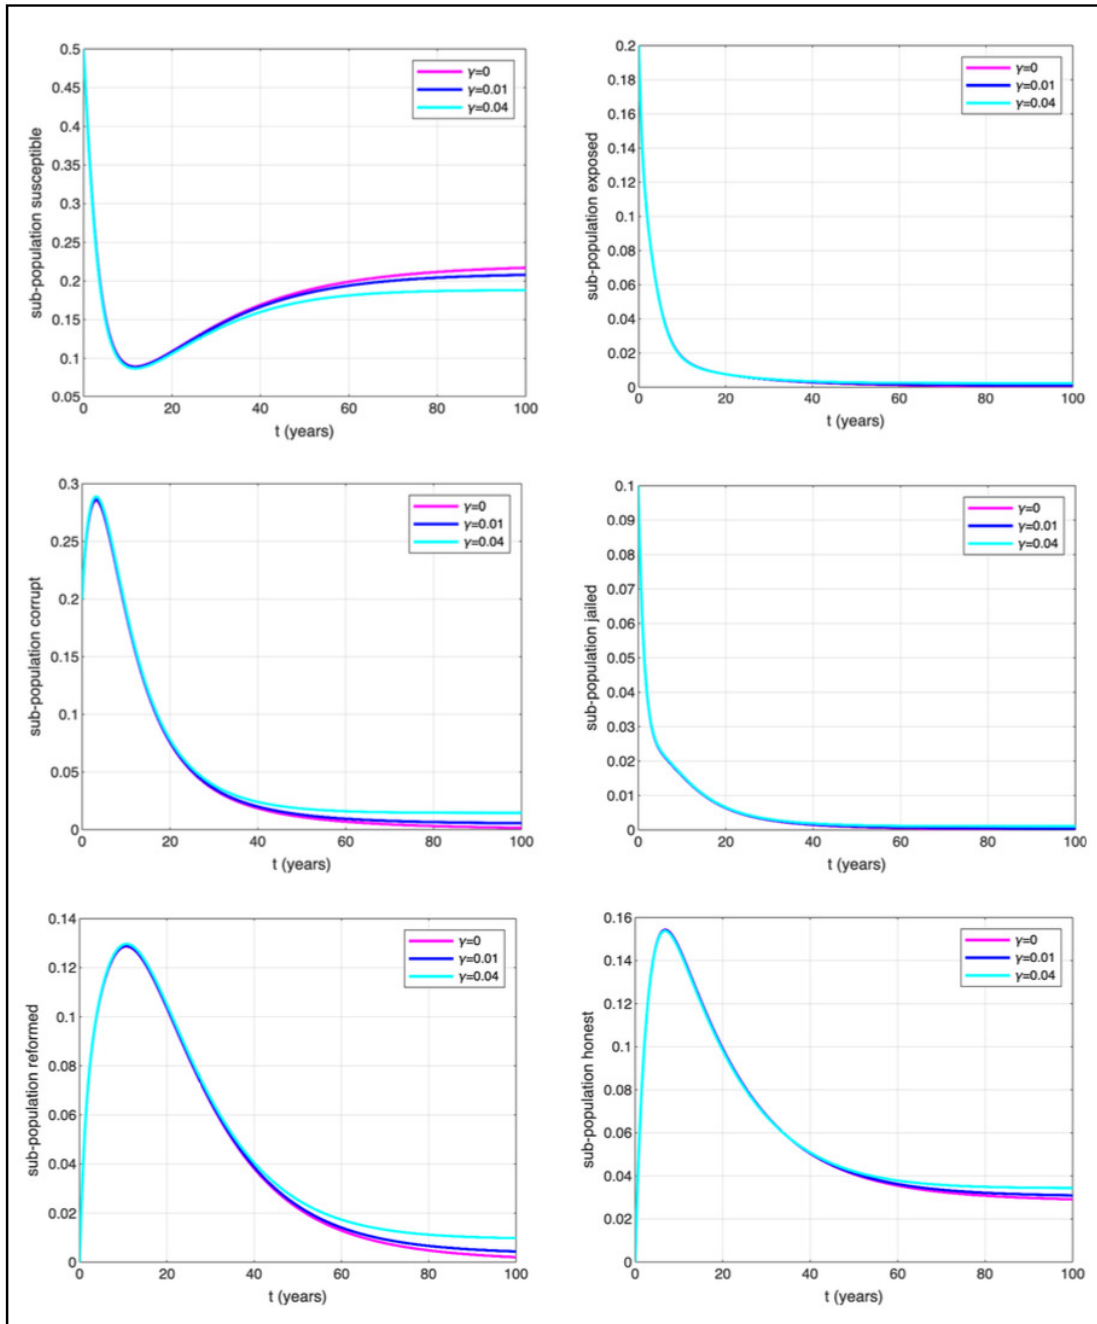 0.5
0.45
0.4
0.35
0.3
0.25
0.2
0.15
0.1
0.05
sub-population susceptible
0 20 40 60 80 100
t (years)
γ=0
γ=0.01
γ=0.04
0.2
0.18
0.16
0.14
0.12
0.1
0.08
0.06
0.04
0.02
0
sub-population exposed
0 20 40 60 80 100
t (years)
γ=0
γ=0.01
γ=0.04
0.3
0.25
0.2
0.15
0.1
0.05
0
sub-population corrupt
0 20 40 60 80 100
t (years)
γ=0
γ=0.01
γ=0.04
0.1
0.09
0.08
0.07
0.06
0.05
0.04
0.03
0.02
0.01
0
sub-population jailed
0 20 40 60 80 100
t (years)
γ=0
γ=0.01
γ=0.04
0.14
0.12
0.1
0.08
0.06
0.04
0.02
0
sub-population reformed
0 20 40 60 80 100
t (years)
γ=0
γ=0.01
γ=0.04
0.16
0.14
0.12
0.1
0.08
0.06
0.04
0.02
0
sub-population honest
0 20 40 60 80 100
t (years)
γ=0
γ=0.01
γ=0.04